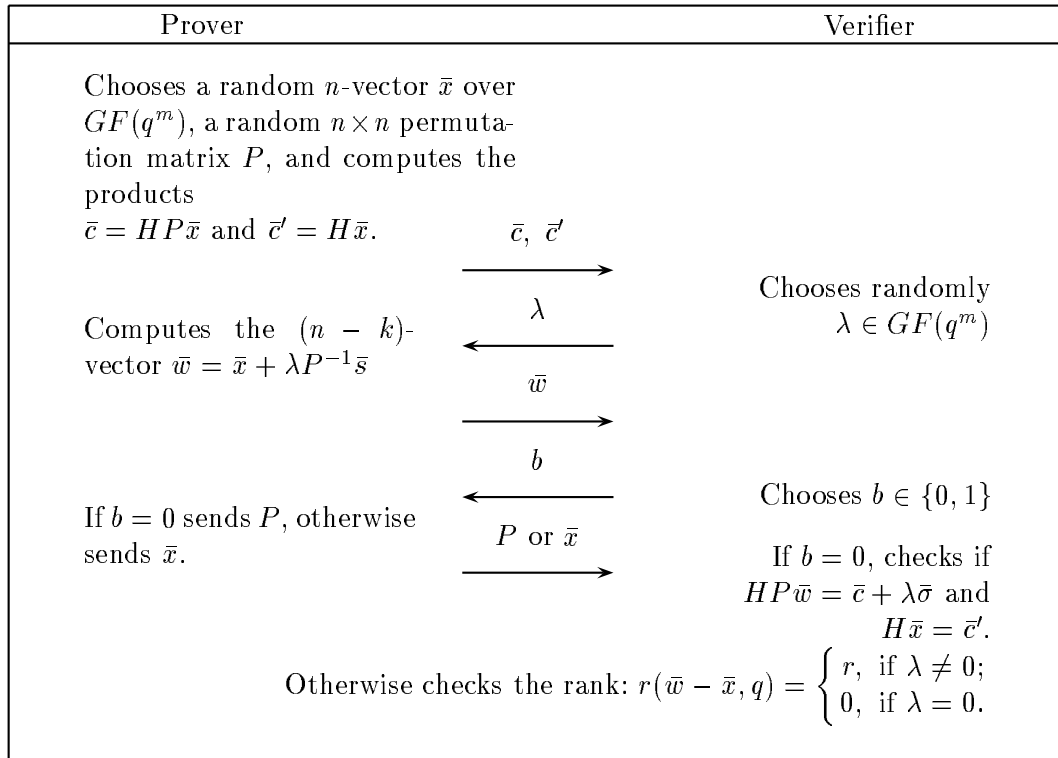 Prover Verifier
Chooses a random n-vector x̄ over
GF(q^m), a random n×n permuta-
tion matrix P, and computes the
products
c̄ = HPx̄ and c̄′ = Hx̄.
c̄, c̄′
Chooses randomly
λ ∈ GF(q^m)
λ
Computes the (n − k)-
vector w̄ = x̄ + λP^{−1}s̄
w̄
b
Chooses b ∈ {0, 1}
If b = 0 sends P, otherwise
sends x̄.
P or x̄
If b = 0, checks if
HPw̄ = c̄ + λσ̄ and
Hx̄ = c̄′.
Otherwise checks the rank: r(w̄ − x̄, q) = { r, if λ ≠ 0;
0, if λ = 0.